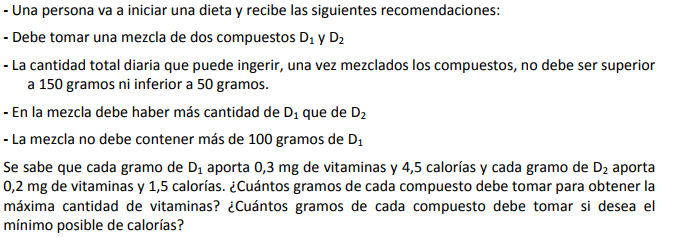 - Una persona va a iniciar una dieta y recibe las siguientes recomendaciones:
- Debe tomar una mezcla de dos compuestos D₁ y D₂
- La cantidad total diaria que puede ingerir, una vez mezclados los compuestos, no debe ser superior
a 150 gramos ni inferior a 50 gramos.
- En la mezcla debe haber más cantidad de D₁ que de D₂
- La mezcla no debe contener más de 100 gramos de D₁
Se sabe que cada gramo de D₁ aporta 0,3 mg de vitaminas y 4,5 calorías y cada gramo de D₂ aporta
0,2 mg de vitaminas y 1,5 calorías. ¿Cuántos gramos de cada compuesto debe tomar para obtener la
máxima cantidad de vitaminas? ¿Cuántos gramos de cada compuesto debe tomar si desea el
mínimo posible de calorías?